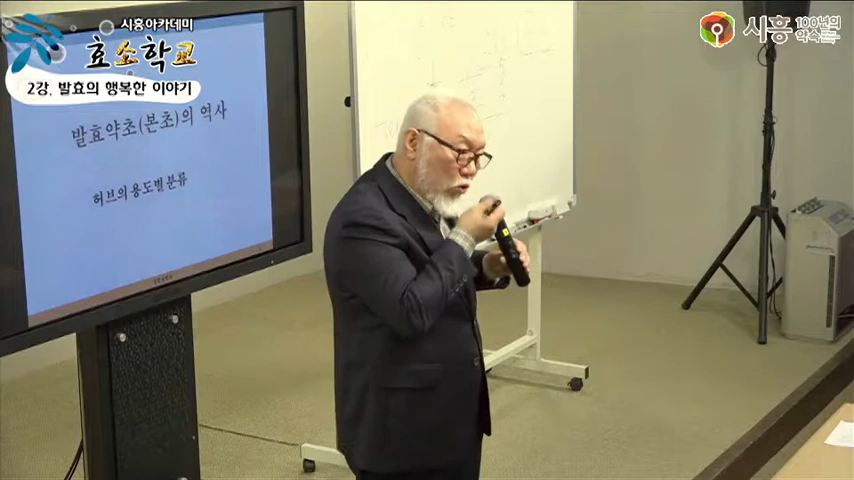 시흥아카데미
효소학교
2강. 발효의 행복한 이야기
시흥 100년의 약속
발효약초(본초)의 역사
허브의 용도별 분류